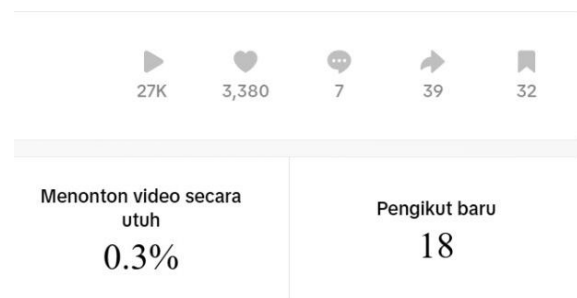 27K 3,380 7 39 32
Menonton video secara
utuh
0.3%
Pengikut baru
18